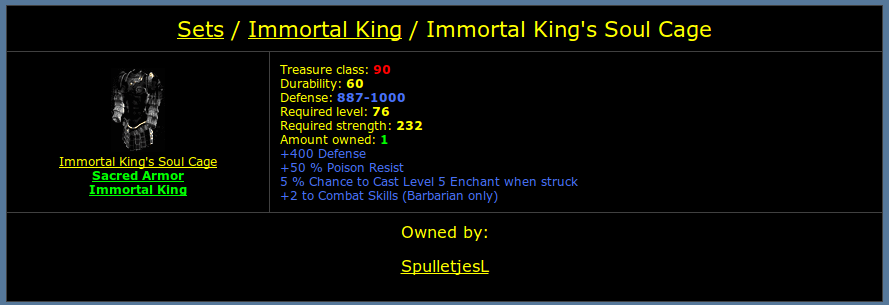 Sets / Immortal King / Immortal King's Soul Cage
Immortal King's Soul Cage
Sacred Armor
Immortal King
Treasure class: 90
Durability: 60
Defense: 887-1000
Required level: 76
Required strength: 232
Amount owned: 1
+400 Defense
+50 % Poison Resist
5 % Chance to Cast Level 5 Enchant when struck
+2 to Combat Skills (Barbarian only)
Owned by:
SpulletjesL